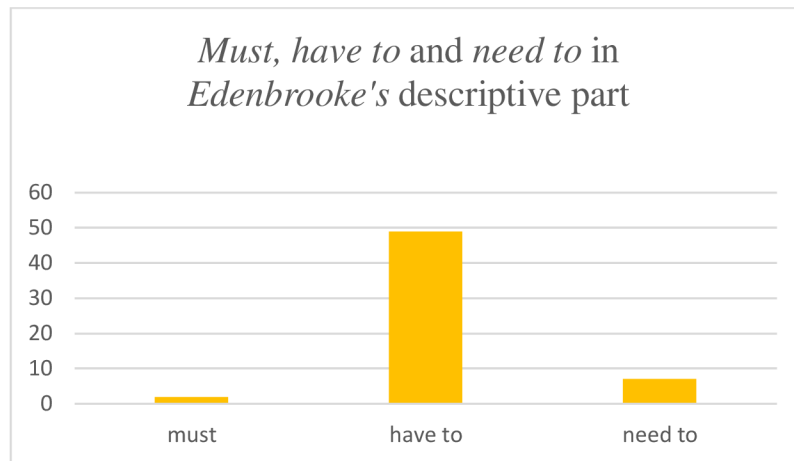 Must, have to and need to in
Edenbrooke's descriptive part
60
50
40
30
20
10
0
must have to need to